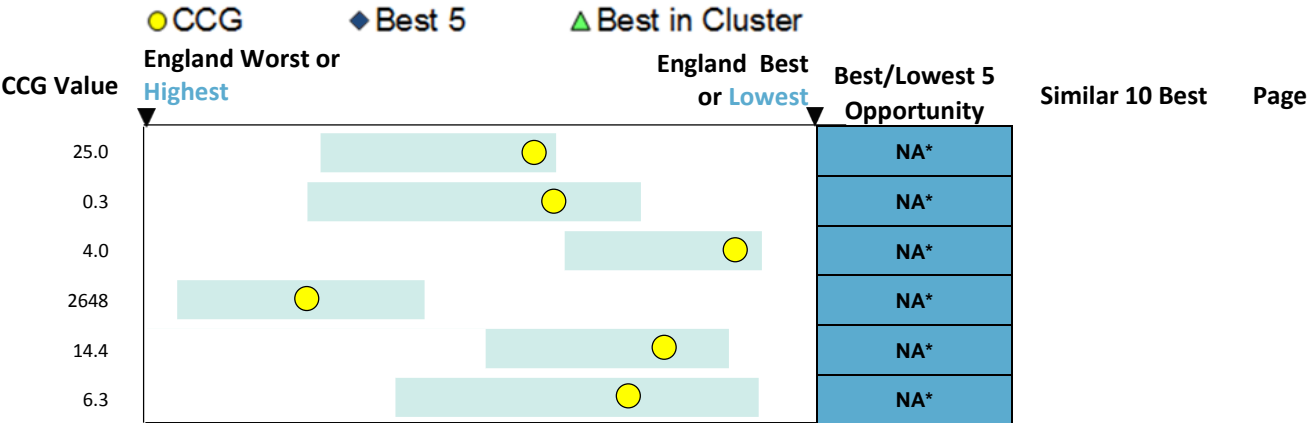 CCG Best 5 Best in Cluster
CCG Value
England Worst or
Highest
England Best
or Lowest
Best/Lowest 5
Opportunity
Similar 10 Best
Page
25.0 NA*
0.3 NA*
4.0 NA*
2648 NA*
14.4 NA*
6.3 NA*